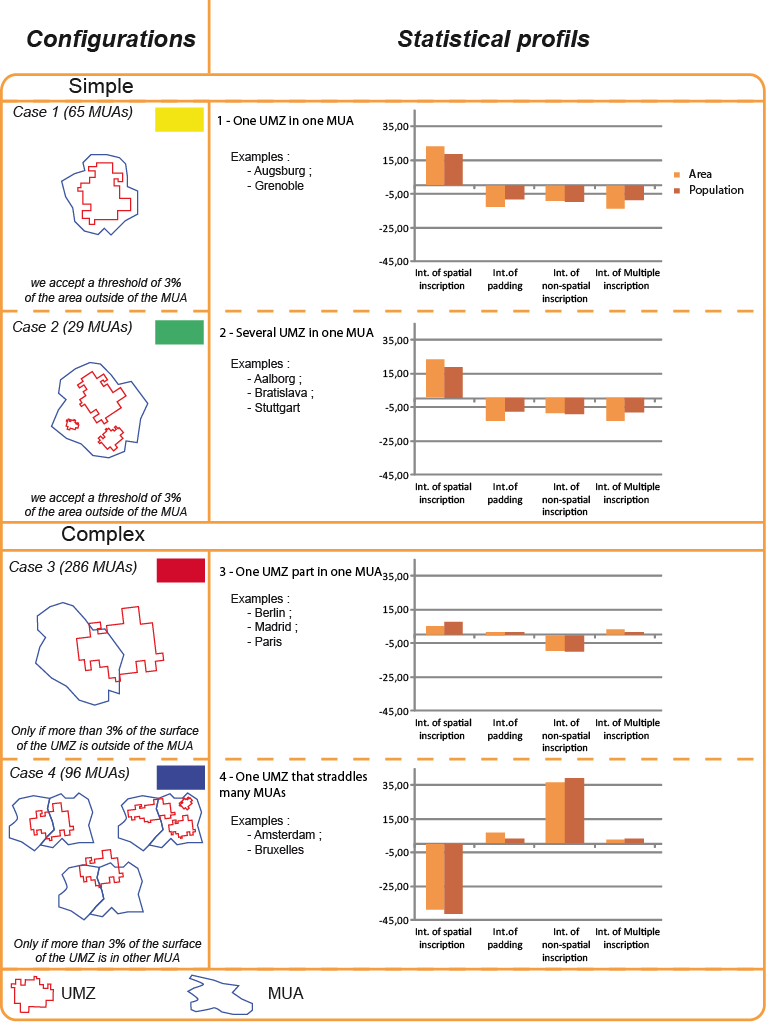 Configurations
Statistical profils
Simple
Case 1 (65 MUAs)
we accept a threshold of 3%
of the area outside of the MUA
1 - One UMZ in one MUA
Examples :
- Augsburg ;
- Grenoble
35,00
15,00
-5,00
-25,00
-45,00
Int. of spatial
inscription
Int.of
padding
Int. of
non-spatial
inscription
Int. of Multiple
inscription
Area
Population
Case 2 (29 MUAs)
we accept a threshold of 3%
of the area outside of the MUA
2 - Several UMZ in one MUA
Examples :
- Aalborg ;
- Bratislava ;
- Stuttgart
35,00
15,00
-5,00
-25,00
-45,00
Int. of spatial
inscription
Int. of
padding
Int. of
non-spatial
inscription
Int. of Multiple
inscription
Complex
Case 3 (286 MUAs)
Only if more than 3% of the surface
of the UMZ is outside of the MUA
3 - One UMZ part in one MUA
Examples :
- Berlin ;
- Madrid ;
- Paris
35,00
15,00
-5,00
-25,00
-45,00
Int. of spatial
inscription
Int.of
padding
Int. of
non-spatial
inscription
Int. of Multiple
inscription
Case 4 (96 MUAs)
Only if more than 3% of the surface
of the UMZ is in other MUA
4 - One UMZ that straddles
many MUAs
Examples :
- Amsterdam ;
- Bruxelles
35,00
15,00
-5,00
-25,00
-45,00
Int. of spatial
inscription
Int. of
padding
Int. of
non-spatial
inscription
Int. of Multiple
inscription
UMZ
MUA